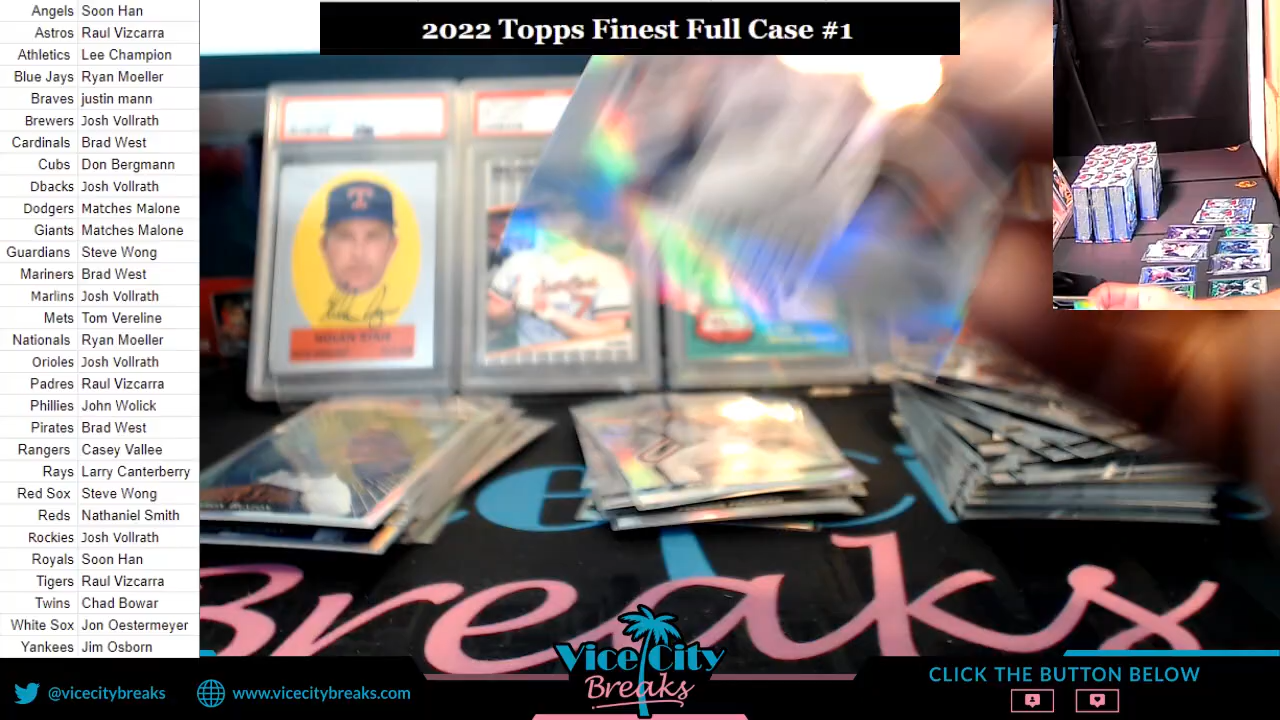 2022 Topps Finest Full Case #1
Angels Soon Han
Astros Raul Vizcarra
Athletics Lee Champion
Blue Jays Ryan Moeller
Braves justin mann
Brewers Josh Vollrath
Cardinals Brad West
Cubs Don Bergmann
Dbacks Josh Vollrath
Dodgers Matches Malone
Giants Matches Malone
Guardians Steve Wong
Mariners Brad West
Marlins Josh Vollrath
Mets Tom Vereline
Nationals Ryan Moeller
Orioles Josh Vollrath
Padres Raul Vizcarra
Phillies John Wolick
Pirates Brad West
Rangers Casey Vallee
Rays Larry Canterberry
Red Sox Steve Wong
Reds Nathaniel Smith
Rockies Josh Vollrath
Royals Soon Han
Tigers Raul Vizcarra
Twins Chad Bowar
White Sox Jon Oestermeyer
Yankees Jim Osborn
T
NOLAN RYAN
Breaks
@vicecitybreaks
www.vicecitybreaks.com
Vice City
Breaks
CLICK THE BUTTON BELOW